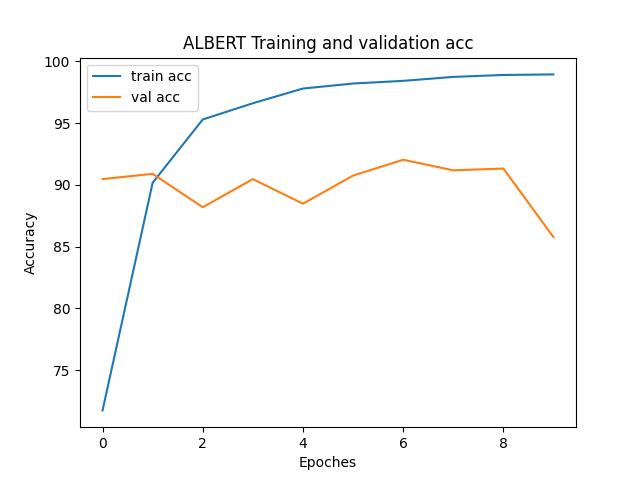 ALBERT Training and validation acc
train acc
val acc
100
95
90
85
80
75
Accuracy
0 2 4 6 8
Epoches